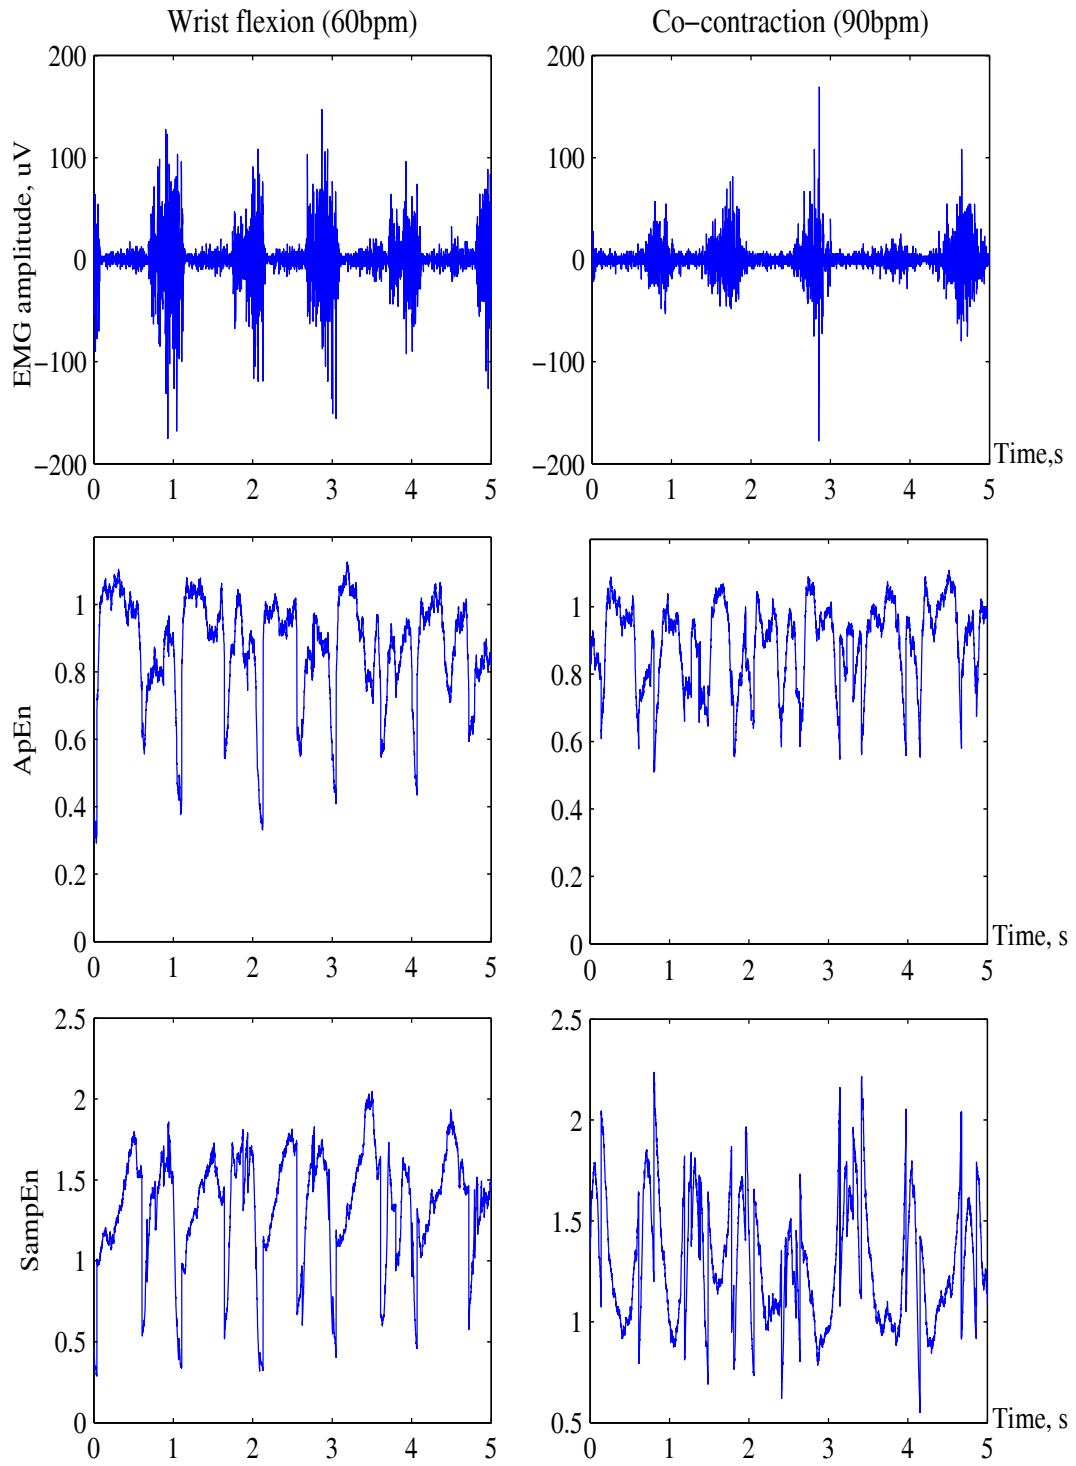 Wrist flexion (60bpm)
Co−contraction (90bpm)
EMG amplitude, uV
200
100
0
−100
−200
0 1 2 3 4 5
200
100
0
−100
−200
0 1 2 3 4 5
Time,s
ApEn
1
0.8
0.6
0.4
0.2
0
0 1 2 3 4 5
1
0.8
0.6
0.4
0.2
0
0 1 2 3 4 5
Time, s
SampEn
2.5
2
1.5
1
0.5
0
0 1 2 3 4 5
2.5
2
1.5
1
0.5
0 1 2 3 4 5
Time, s